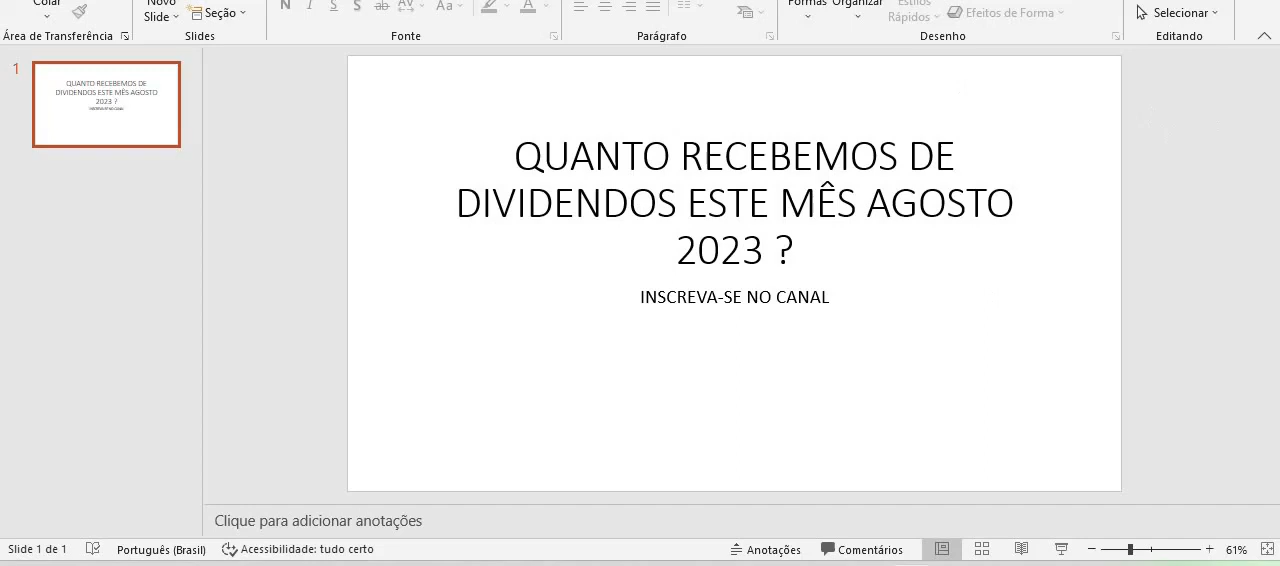 Colar
Novo
Slide
Seção
N I S S ab AV Aa A
Formas Organizar Estilos
Rápidos
Efeitos de Forma
Selecionar
Área de Transferência Slides Fonte Parágrafo Desenho Editando
1
QUANTO RECEBEMOS DE
DIVIDENDOS ESTE MÊS AGOSTO
2023 ?
INSCREVA-SE NO CANAL
QUANTO RECEBEMOS DE
DIVIDENDOS ESTE MÊS AGOSTO
2023 ?
INSCREVA-SE NO CANAL
Clique para adicionar anotações
Slide 1 de 1 Português (Brasil) Acessibilidade: tudo certo Anotações Comentários 61%